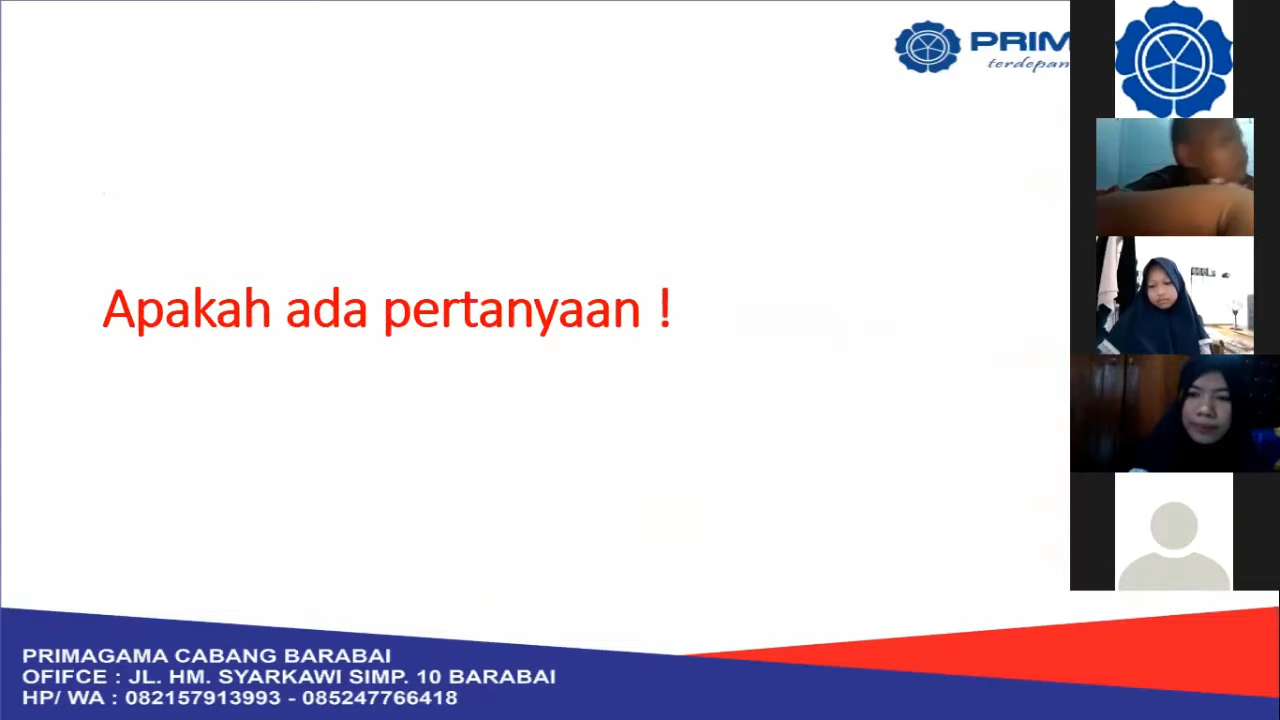 PRIM
terdepan
Apakah ada pertanyaan !
PRIMAGAMA CABANG BARABAI
OFIFCE : JL. HM. SYARKAWI SIMP. 10 BARABAI
HP/ WA : 082157913993 - 085247766418